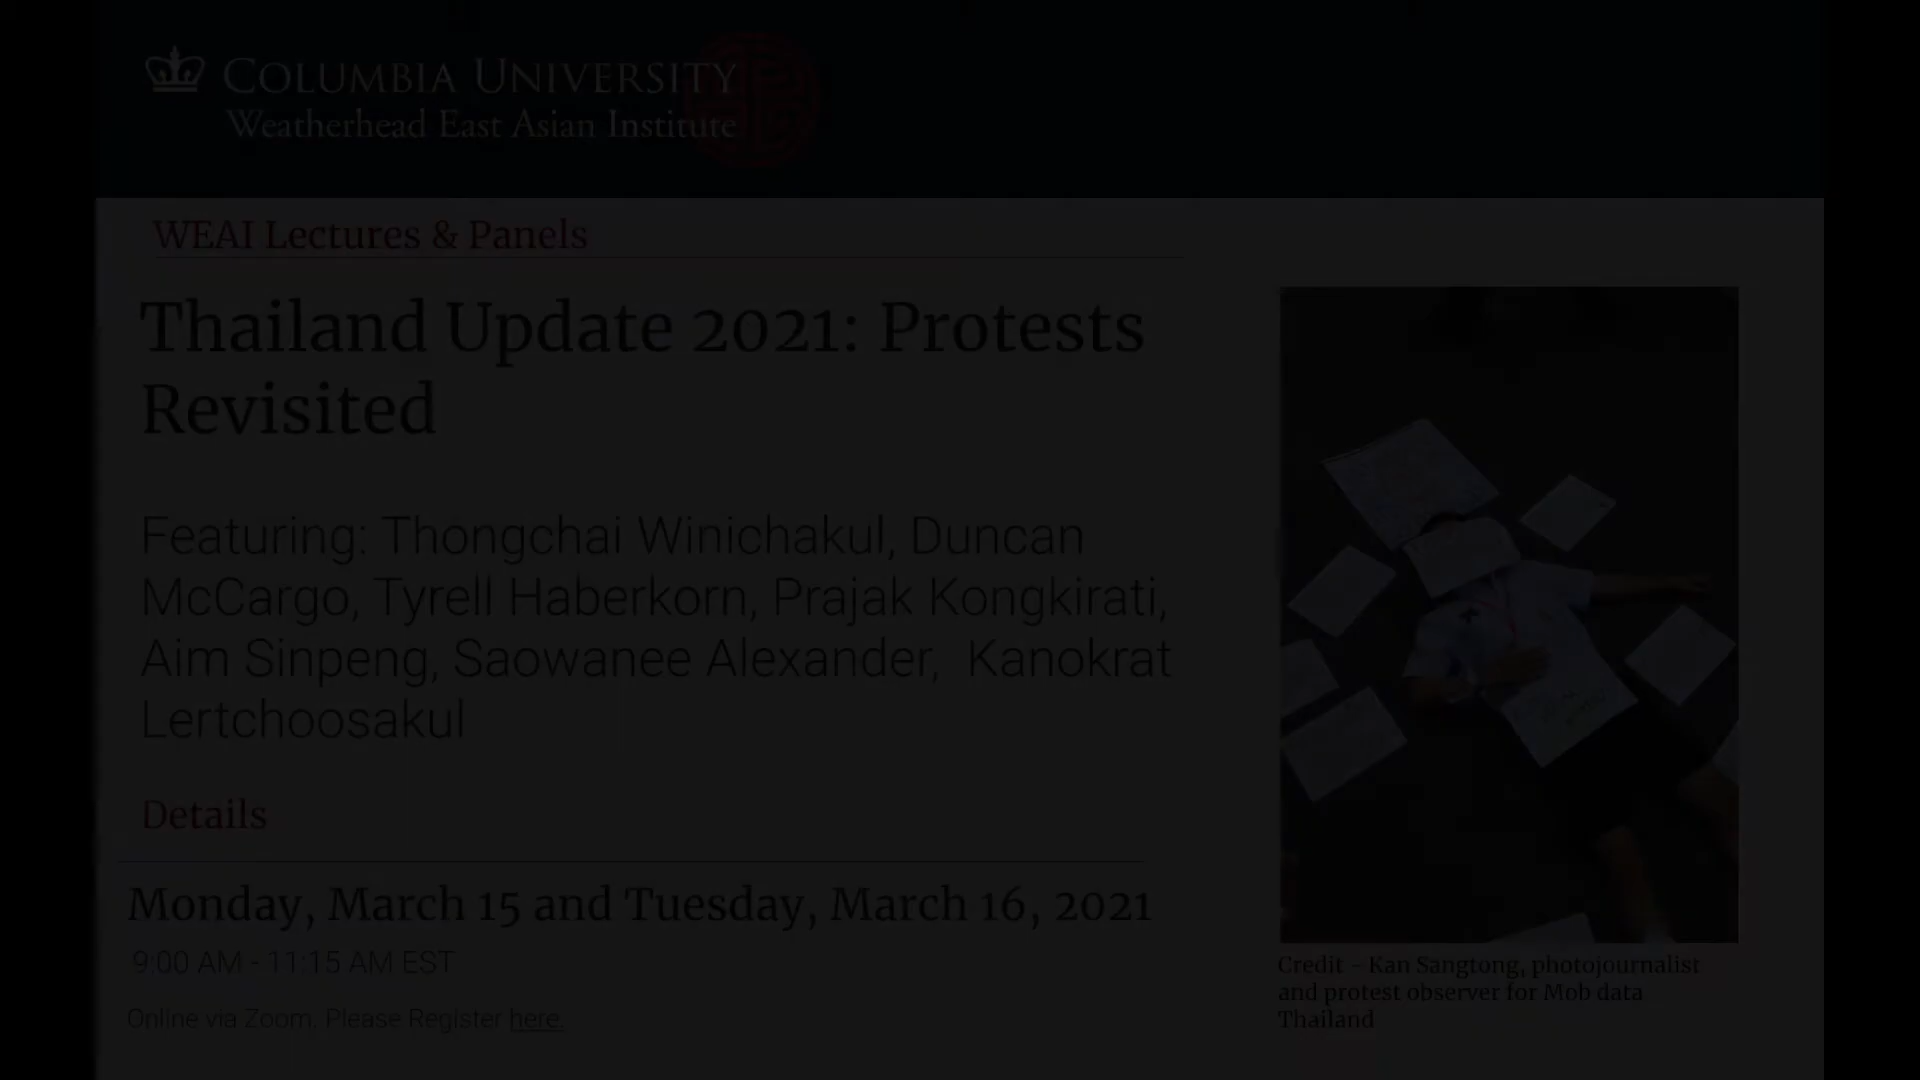 COLUMBIA UNIVERSITY
Weatherhead East Asian Institute
WEAI Lectures & Panels
Thailand Update 2021: Protests
Revisited
Featuring: Thongchai Winichakul, Duncan
McCargo, Tyrell Haberkorn, Prajak Kongkirati,
Aim Sinpeng, Saowanee Alexander, Kanokrat
Lertchoosakul
Details
Monday, March 15 and Tuesday, March 16, 2021
9:00 AM - 11:15 AM EST
Online via Zoom. Please Register here.
Credit - Kan Sangtong, photojournalist
and protest observer for Mob data
Thailand